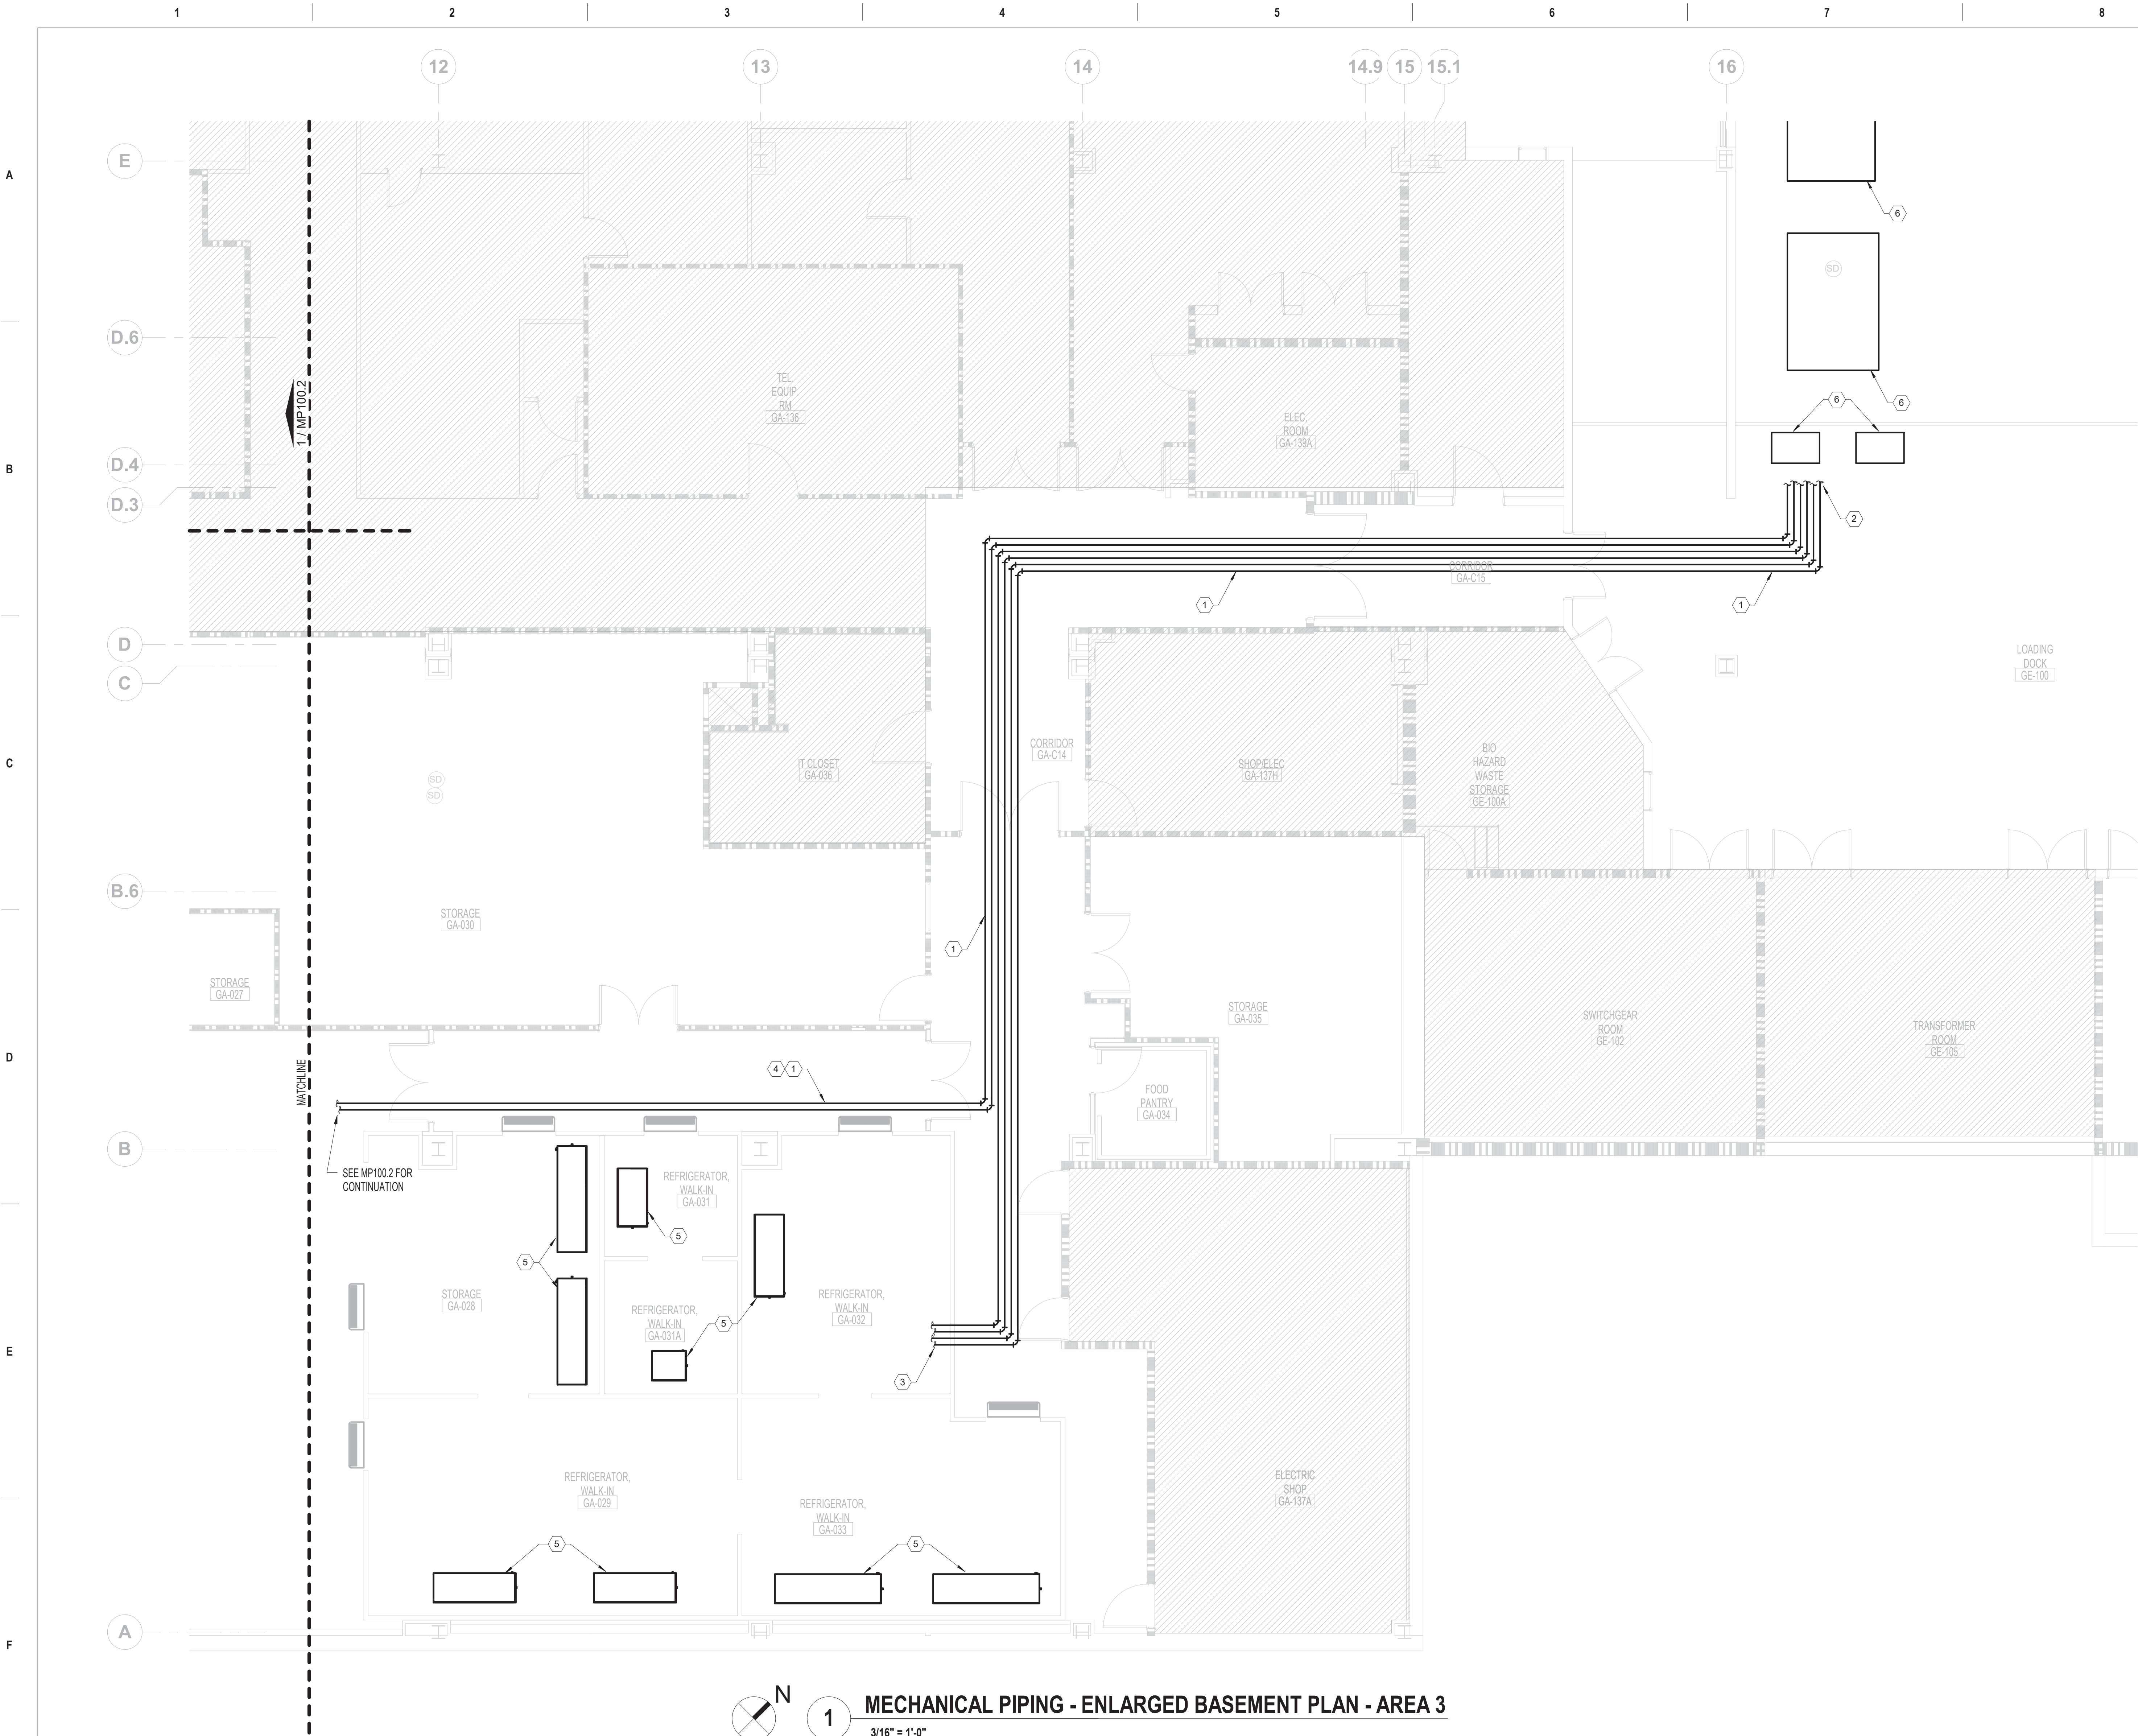 1 2 3 4 5 6 7 8
12 13 14 14.9 15 15.1 16
E
A
6
SD
D.6
1 / MP100.2
TEL.
EQUIP.
RM
GA-136
ELEC.
ROOM
GA-139A
6
6
B
D.4
D.3
2
CORRIDOR
GA-C15
1
1
D
C
LOADING
DOCK
GE-100
CORRIDOR
GA-C14
IT CLOSET
GA-036
SHOP/ELEC
GA-137H
BIO
HAZARD
WASTE
STORAGE
GE-100A
C
SD
SD
B.6
STORAGE
GA-030
1
STORAGE
GA-027
STORAGE
GA-035
SWITCHGEAR
ROOM
GE-102
TRANSFORMER
ROOM
GE-105
D
MATCHLINE
4 1
FOOD
PANTRY
GA-034
B
SEE MP100.2 FOR
CONTINUATION
REFRIGERATOR,
WALK-IN
GA-031
5
5
STORAGE
GA-028
REFRIGERATOR,
WALK-IN
GA-031A
5
REFRIGERATOR,
WALK-IN
GA-032
E
3
REFRIGERATOR,
WALK-IN
GA-029
REFRIGERATOR,
WALK-IN
GA-033
ELECTRIC
SHOP
GA-137A
5
5
A
F
N
1
MECHANICAL PIPING - ENLARGED BASEMENT PLAN - AREA 3
3/16" = 1'-0"